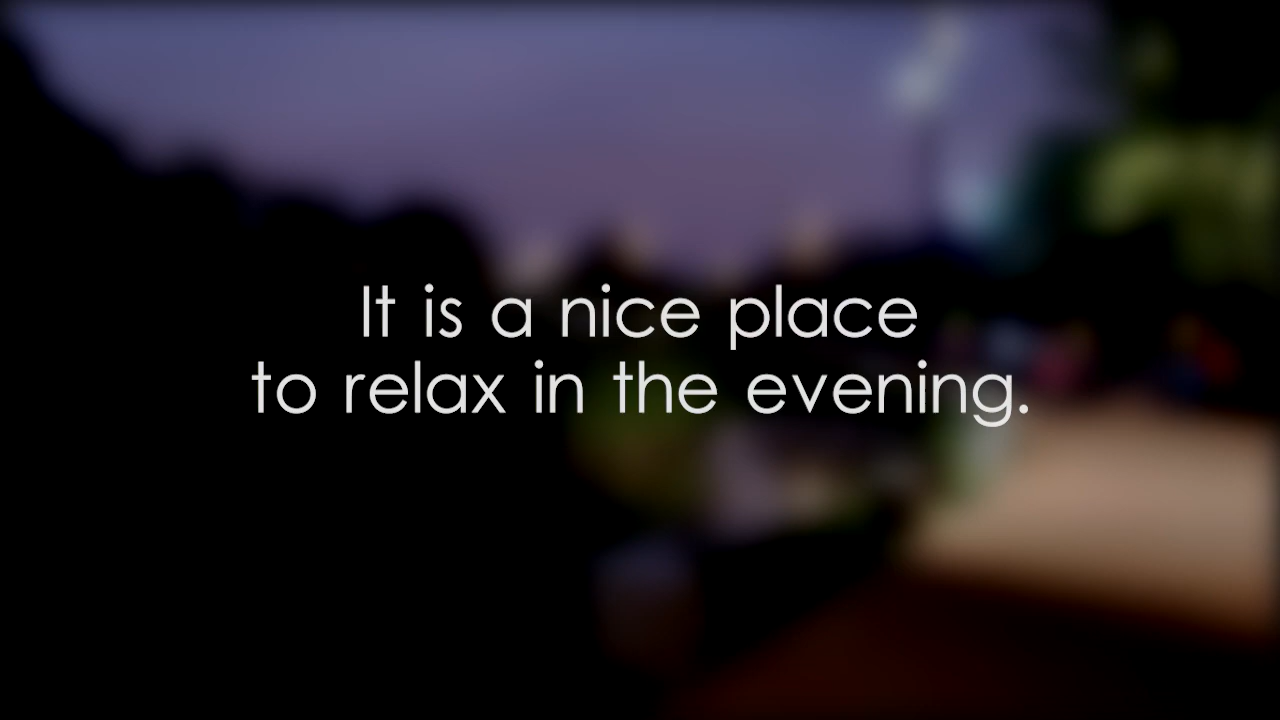 It is a nice place
to relax in the evening.